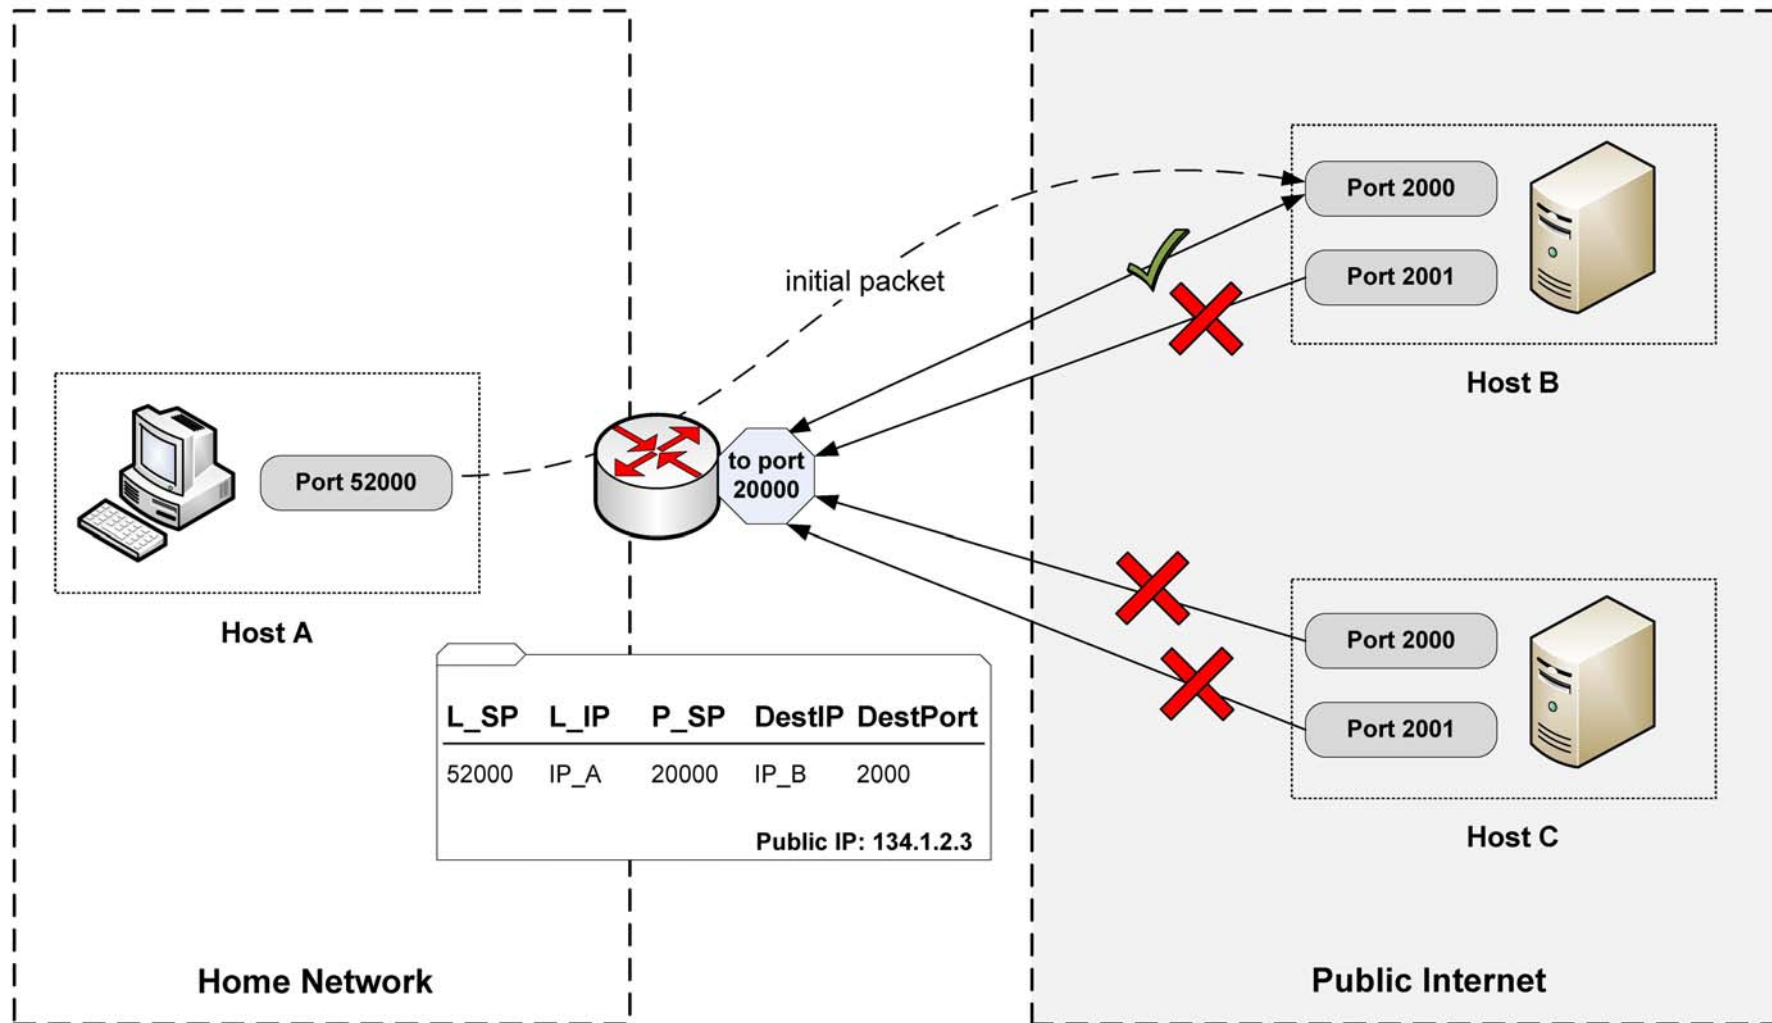 Port 2000
initial packet
Port 2001
Host B
Port 52000
to port
20000
Host A
Port 2000
Port 2001
Host C
L_SP L_IP P_SP DestIP DestPort
52000 IP_A 20000 IP_B 2000
Public IP: 134.1.2.3
Home Network
Public Internet